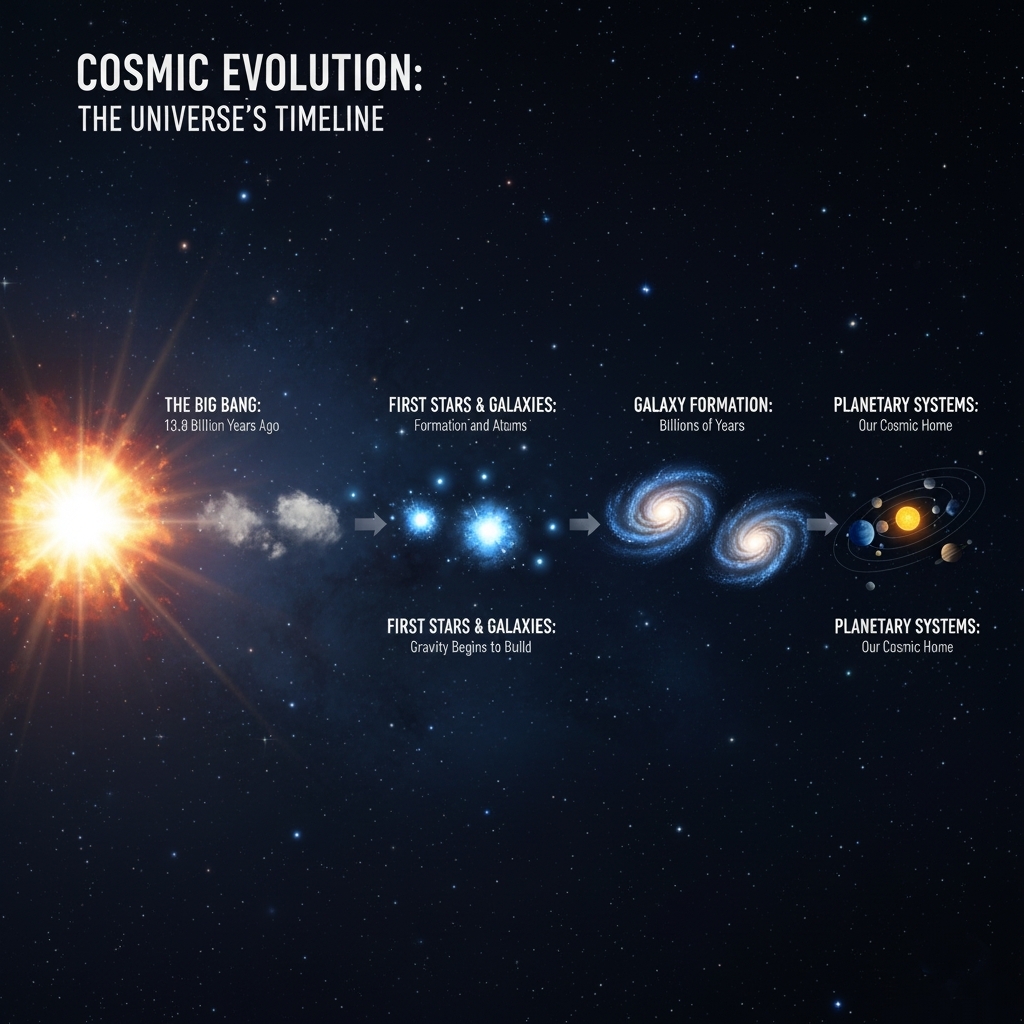 COSMIC EVOLUTION:
THE UNIVERSE'S TIMELINE
THE BIG BANG:
13.8 Billion Years Ago
FIRST STARS & GALAXIES:
Formation and Atoms
GALAXY FORMATION:
Billions of Years
PLANETARY SYSTEMS:
Our Cosmic Home
FIRST STARS & GALAXIES:
Gravity Begins to Build
PLANETARY SYSTEMS:
Our Cosmic Home